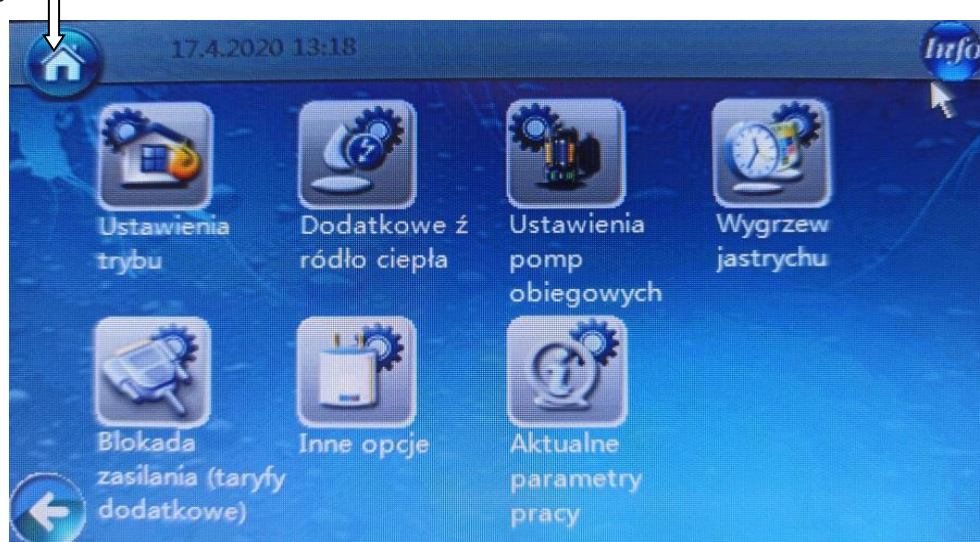 17.4.2020 13:18
Info
Ustawienia
trybu
Dodatkowe ź
ródło ciepła
Ustawienia
pomp
obiegowych
Wygrzew
jastrychu
Blokada
zasilania (taryfy
dodatkowe)
Inne opcje
Aktualne
parametry
pracy